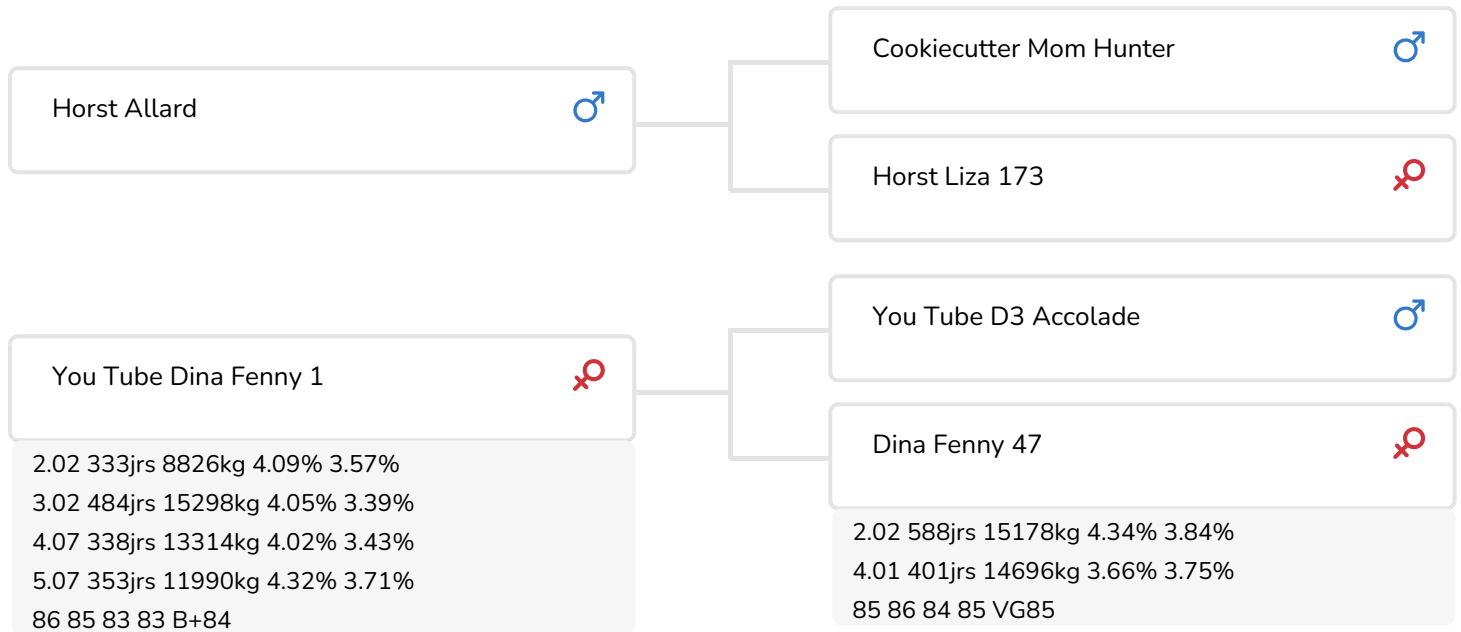 Horst Allard
Cookiecutter Mom Hunter
Horst Liza 173
You Tube Dina Fenny 1
2.02 333jrs 8826kg 4.09% 3.57%
3.02 484jrs 15298kg 4.05% 3.39%
4.07 338jrs 13314kg 4.02% 3.43%
5.07 353jrs 11990kg 4.32% 3.71%
86 85 83 83 B+84
You Tube D3 Accolade
Dina Fenny 47
2.02 588jrs 15178kg 4.34% 3.84%
4.01 401jrs 14696kg 3.66% 3.75%
85 86 84 85 VG85